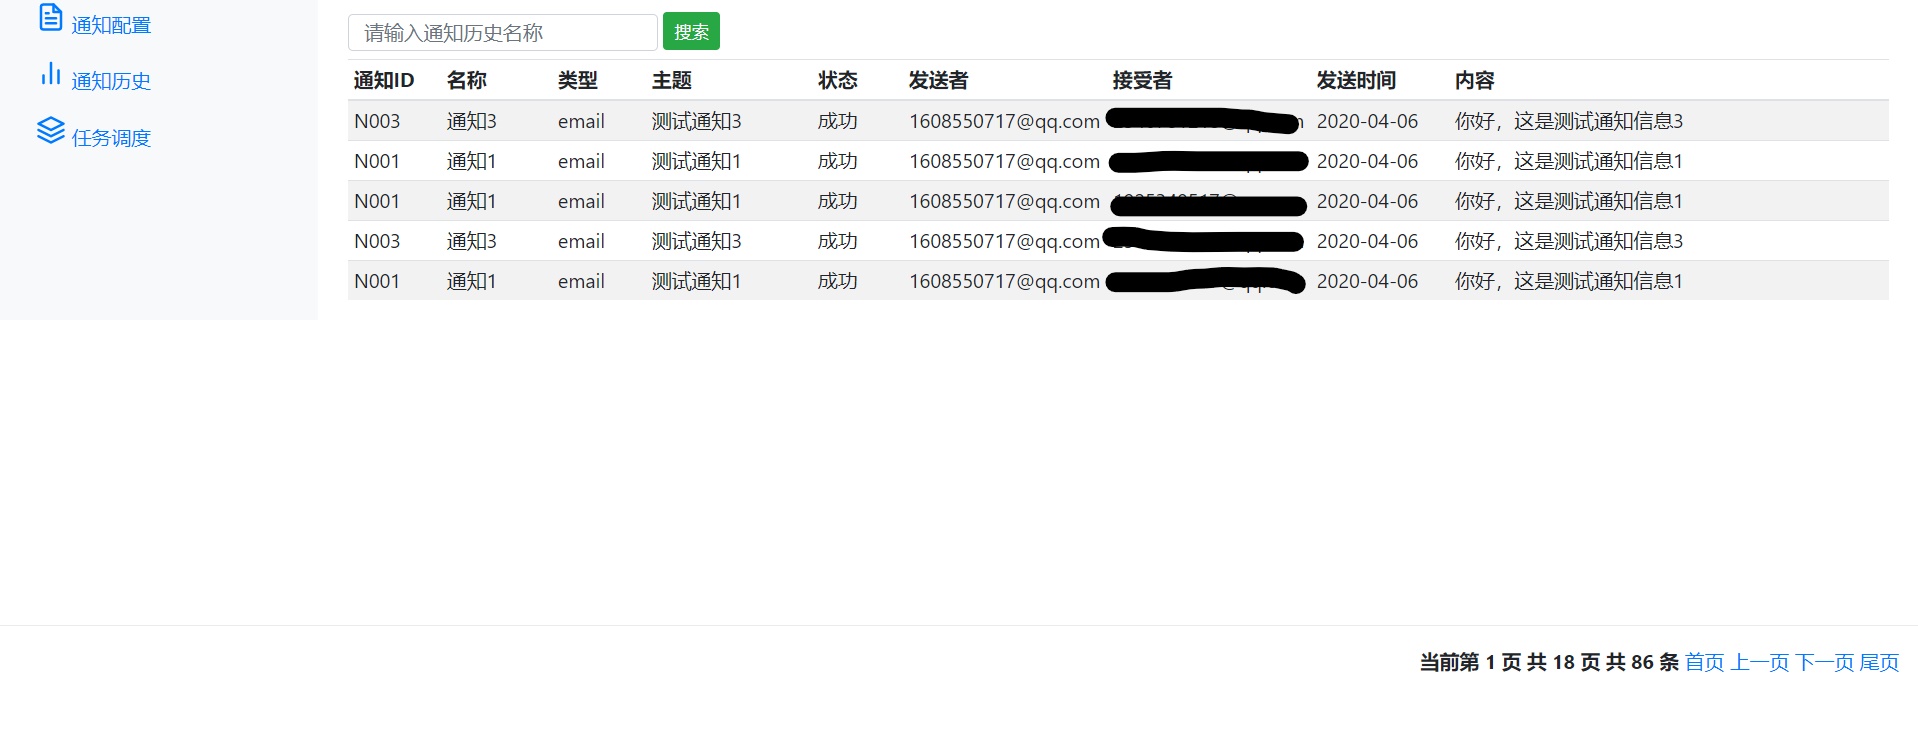 通知配置
通知历史
任务调度
请输入通知历史名称 搜索
通知ID 名称 类型 主题 状态 发送者 接受者 发送时间 内容
N003 通知3 email 测试通知3 成功 1608550717@qq.com 2020-04-06 你好，这是测试通知信息3
N001 通知1 email 测试通知1 成功 1608550717@qq.com 2020-04-06 你好，这是测试通知信息1
N001 通知1 email 测试通知1 成功 1608550717@qq.com 2020-04-06 你好，这是测试通知信息1
N003 通知3 email 测试通知3 成功 1608550717@qq.com 2020-04-06 你好，这是测试通知信息3
N001 通知1 email 测试通知1 成功 1608550717@qq.com 2020-04-06 你好，这是测试通知信息1
当前第 1 页 共 18 页 共 86 条 首页 上一页 下一页 尾页